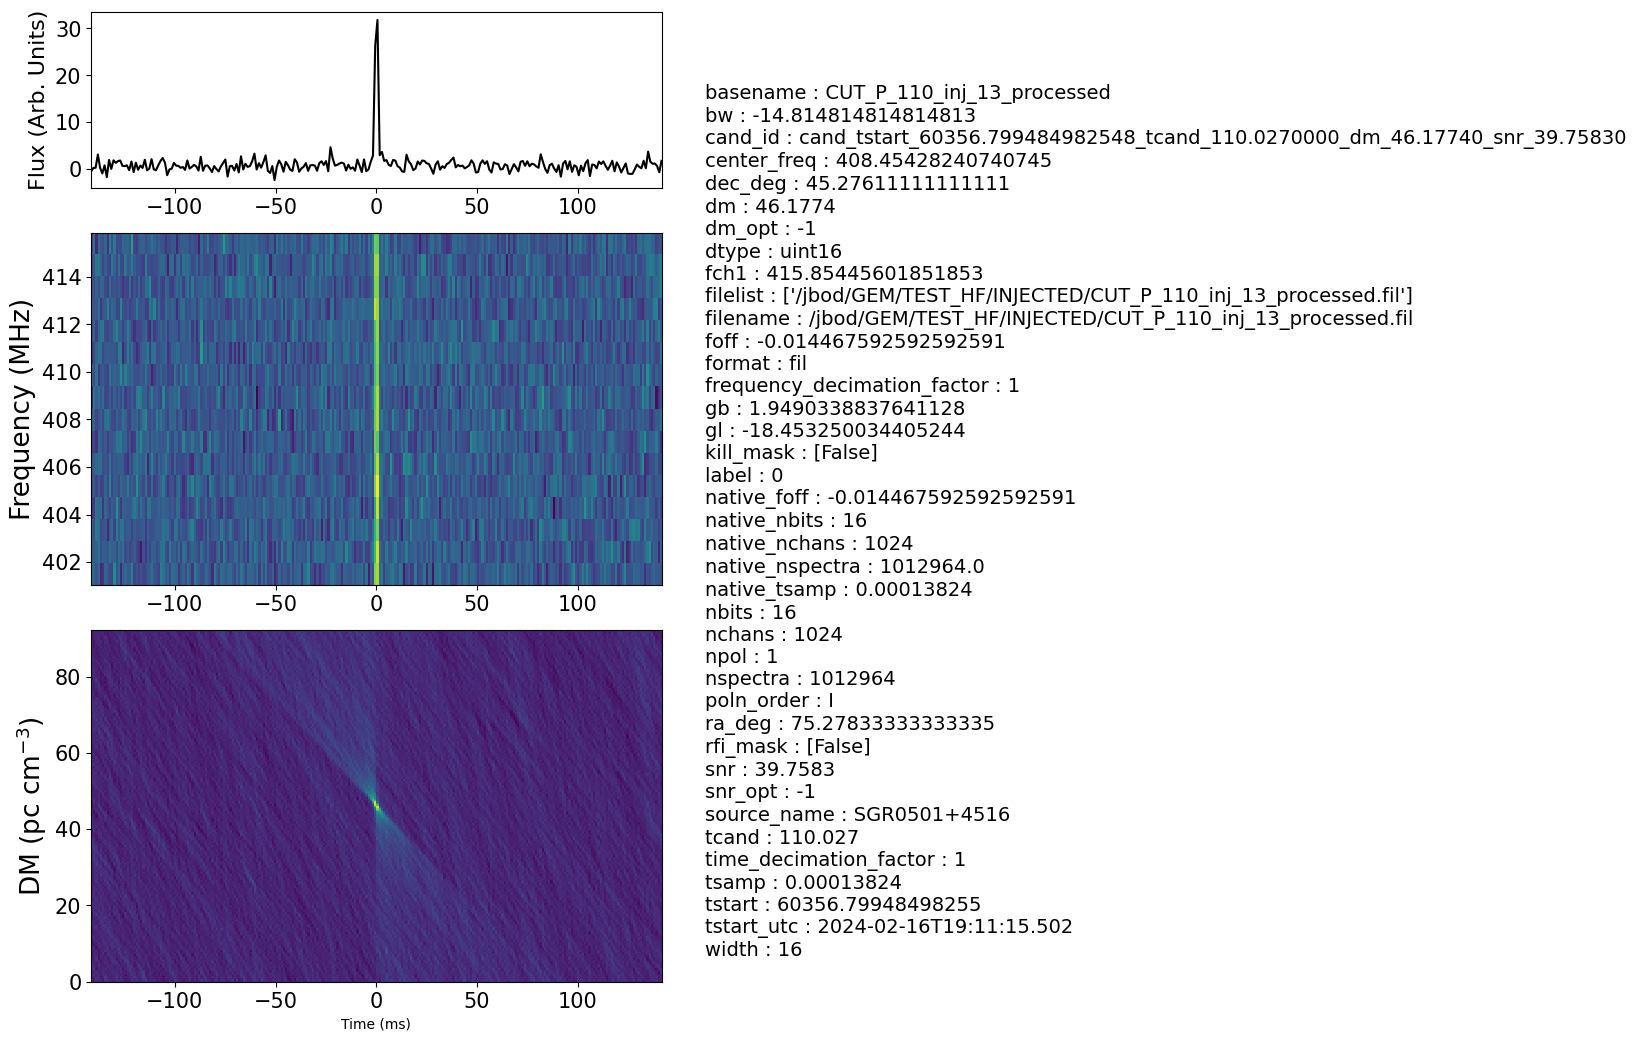 30
20
10
0
Flux (Arb. Units)
−100
−50
0
50
100
414
412
410
408
406
404
402
Frequency (MHz)
−100
−50
0
50
100
80
60
40
20
0
DM (pc cm−3)
−100
−50
0
50
100
Time (ms)
basename : CUT_P_110_inj_13_processed
bw : -14.814814814814813
cand_id : cand_tstart_60356.799484982548_tcand_110.0270000_dm_46.17740_snr_39.75830
center_freq : 408.45428240740745
dec_deg : 45.27611111111111
dm : 46.1774
dm_opt : -1
dtype : uint16
fch1 : 415.85445601851853
filelist : ['/jbod/GEM/TEST_HF/INJECTED/CUT_P_110_inj_13_processed.fil']
filename : /jbod/GEM/TEST_HF/INJECTED/CUT_P_110_inj_13_processed.fil
foff : -0.014467592592592591
format : fil
frequency_decimation_factor : 1
gb : 1.9490338837641128
gl : -18.453250034405244
kill_mask : [False]
label : 0
native_foff : -0.014467592592592591
native_nbits : 16
native_nchans : 1024
native_nspectra : 1012964.0
native_tsamp : 0.00013824
nbits : 16
nchans : 1024
npol : 1
nspectra : 1012964
poln_order : I
ra_deg : 75.27833333333335
rfi_mask : [False]
snr : 39.7583
snr_opt : -1
source_name : SGR0501+4516
tcand : 110.027
time_decimation_factor : 1
tsamp : 0.00013824
tstart : 60356.79948498255
tstart_utc : 2024-02-16T19:11:15.502
width : 16